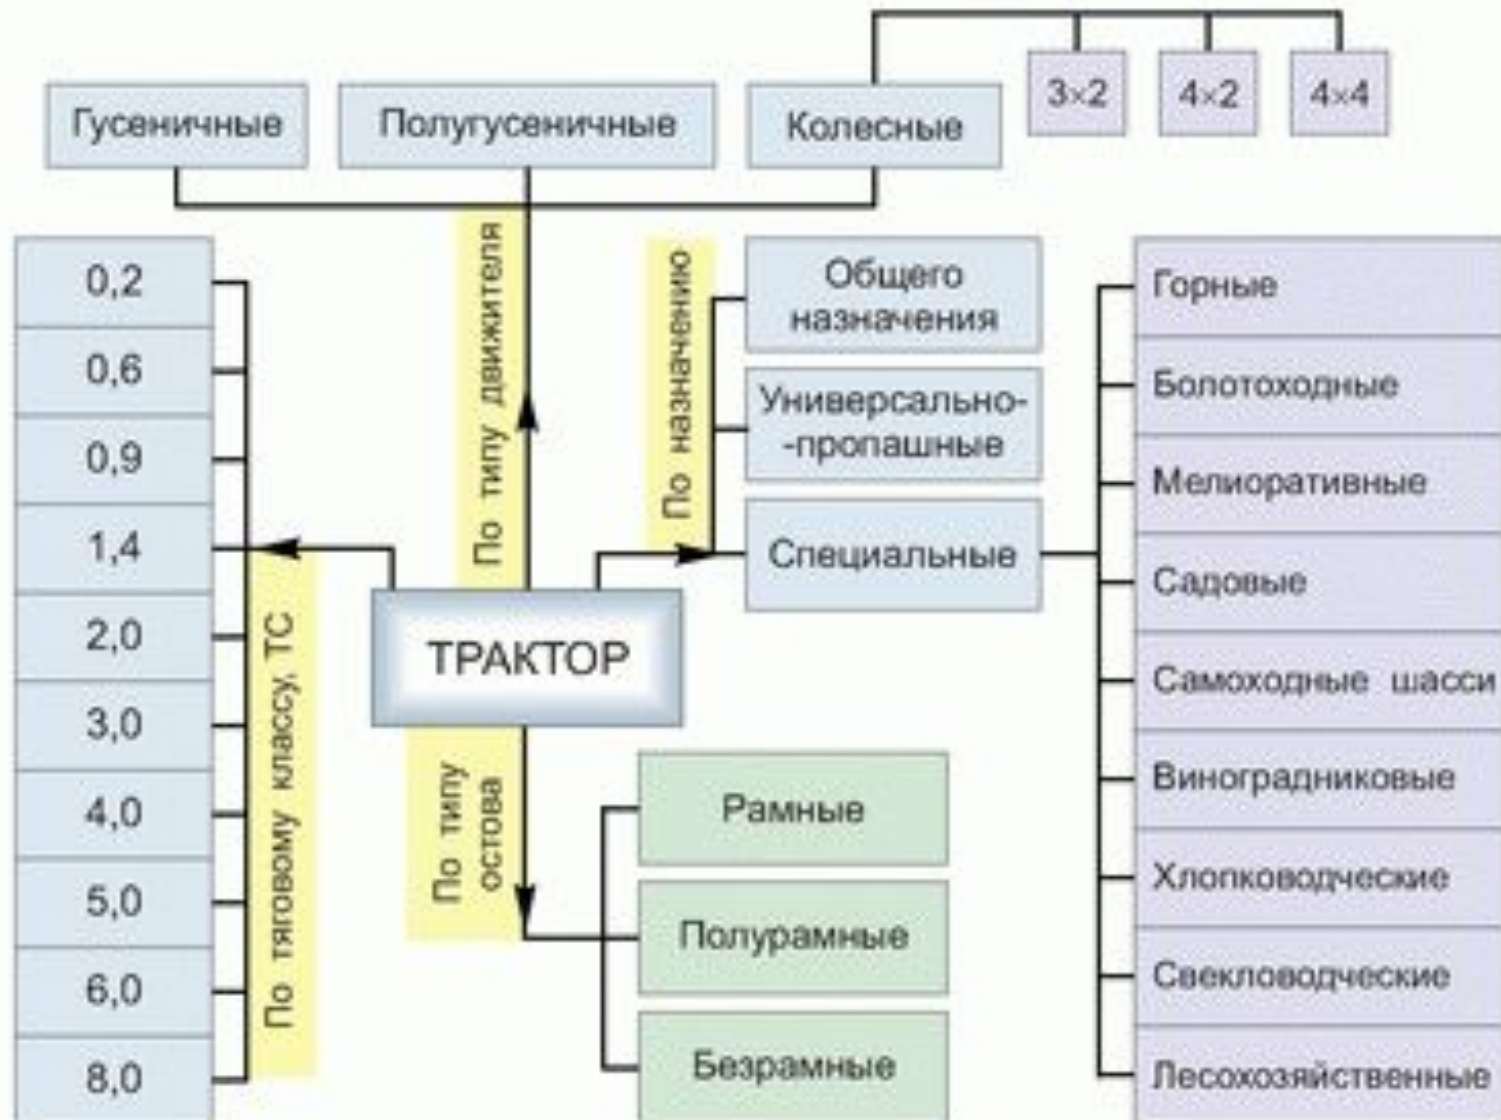 3×2
4×2
4×4
Гусеничные
Полугусеничные
Колесные
По типу движителя
По назначению
0,2
0,6
0,9
1,4
2,0
3,0
4,0
5,0
6,0
8,0
По тяговому классу, ТС
ТРАКТОР
Общего
назначения
Универсально-
-пропашные
Специальные
Горные
Болотоходные
Мелиоративные
Садовые
Самоходные шасси
Виноградниковые
Хлопководческие
Свекловодческие
Лесохозяйственные
По типу
остова
Рамные
Полурамные
Безрамные